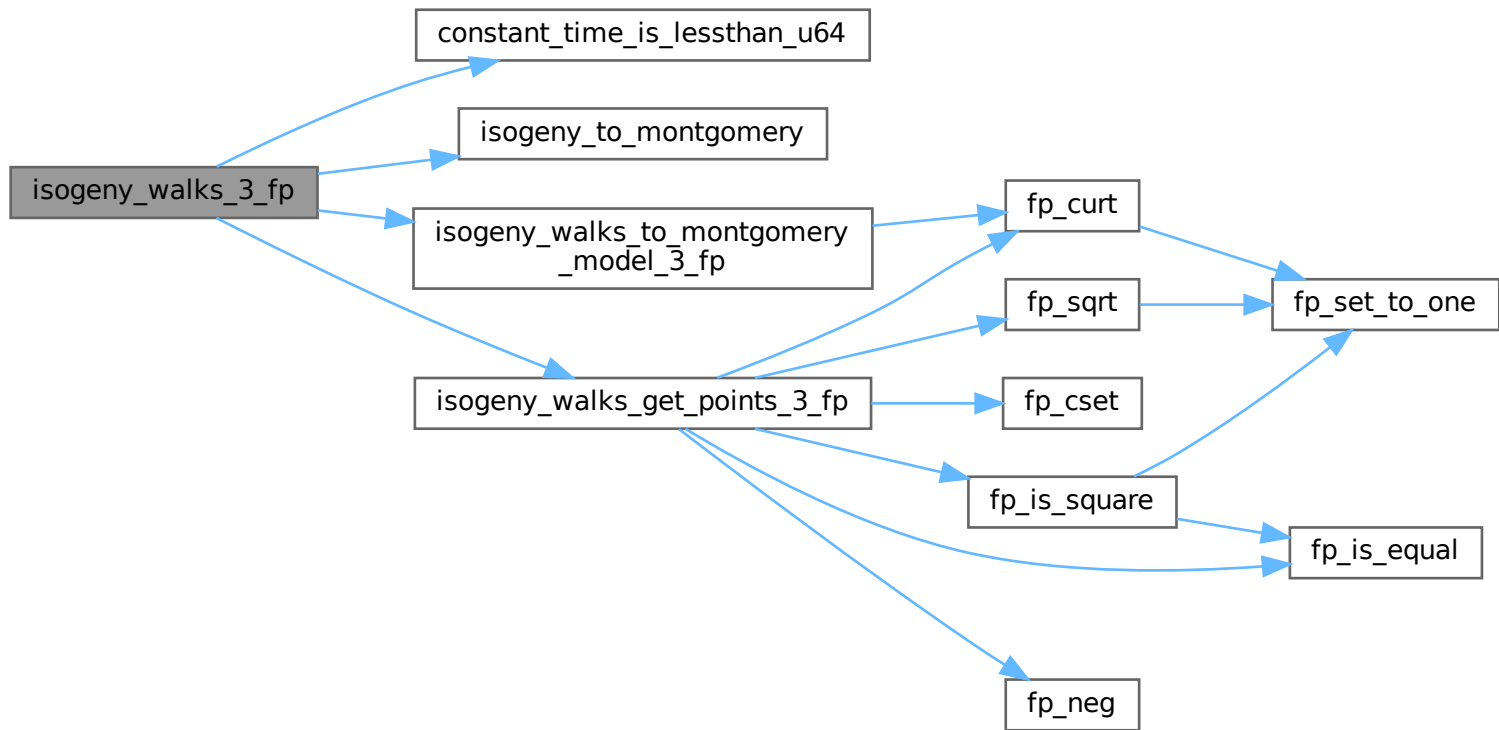 constant_time_is_lessthan_u64
isogeny_to_montgomery
isogeny_walks_3_fp
isogeny_walks_to_montgomery
_model_3_fp
fp_curt
fp_sqrt
fp_set_to_one
isogeny_walks_get_points_3_fp
fp_cset
fp_is_square
fp_is_equal
fp_neg